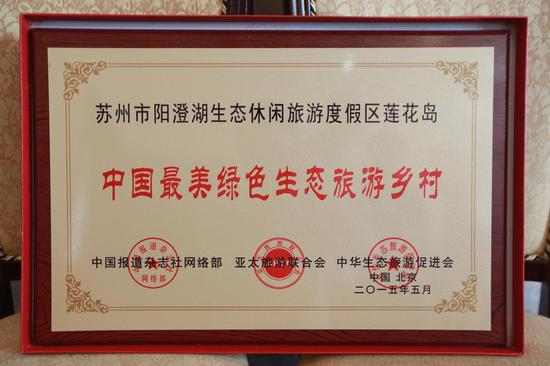 苏州市阳澄湖生态休闲旅游度假区莲花岛
中国最美绿色生态旅游乡村
中国报道杂志社网络部 亚太旅游联合会 中华生态旅游促进会
网络部
中国 北京
二〇一五年五月